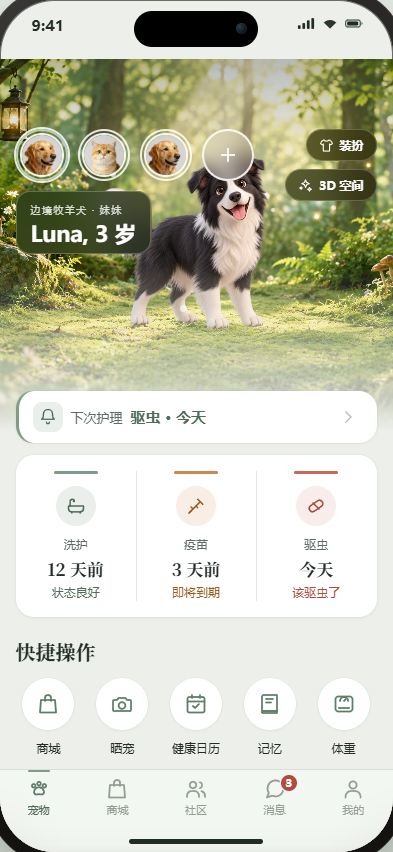 9:41
装扮
3D 空间
边境牧羊犬 · 妹妹
Luna, 3 岁
下次护理 驱虫 · 今天
洗护
12 天前
状态良好
疫苗
3 天前
即将到期
驱虫
今天
该驱虫了
快捷操作
商城
晒宠
健康日历
记忆
体重
宠物
商城
社区
消息
3
我的